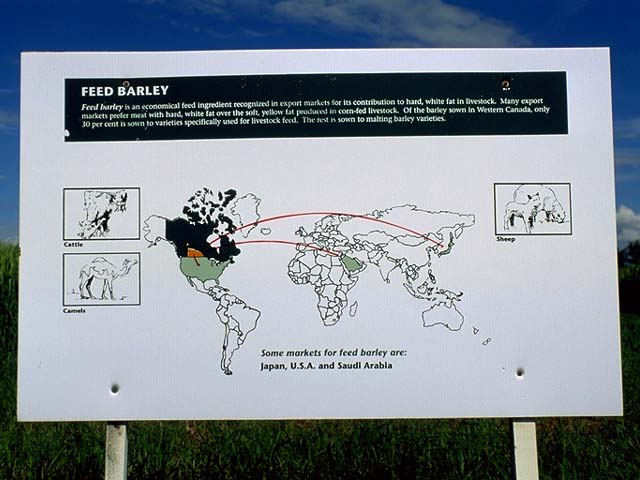 FEED BARLEY
Feed barley is an economical feed ingredient recognized in export markets for its contribution to hard, white fat in livestock. Many export
markets prefer meat with hard, white fat over the soft, yellow fat produced in corn-fed livestock. Of the barley sown in Western Canada, only
30 per cent is sown to varieties specifically used for livestock feed. The rest is sown to malting barley varieties.
Cattle
Camels
Sheep
Some markets for feed barley are:
Japan, U.S.A. and Saudi Arabia